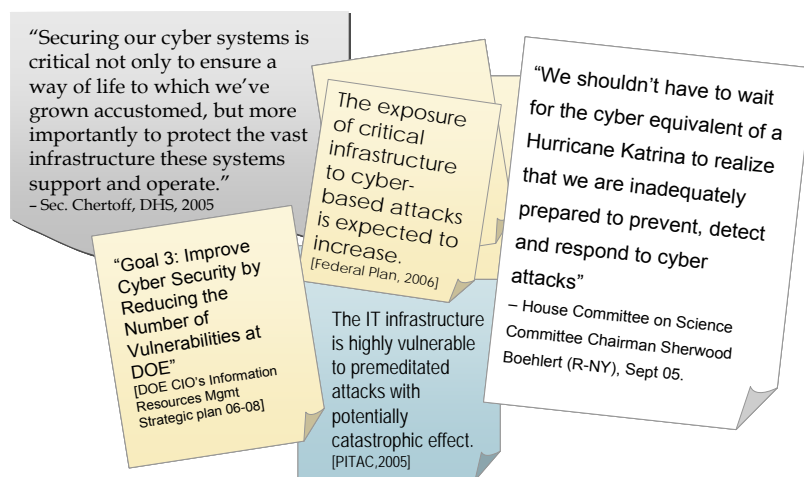 “Securing our cyber systems is
critical not only to ensure a
way of life to which we’ve
grown accustomed, but more
importantly to protect the vast
infrastructure these systems
support and operate.”
– Sec. Chertoff, DHS, 2005
The exposure
of critical
infrastructure
to cyber-
based attacks
is expected to
increase.
[Federal Plan, 2006]
“We shouldn’t have to wait
for the cyber equivalent of a
Hurricane Katrina to realize
that we are inadequately
prepared to prevent, detect
and respond to cyber
attacks”
– House Committee on Science
Committee Chairman Sherwood
Boehlert (R-NY), Sept 05.
“Goal 3: Improve
Cyber Security by
Reducing the
Number of
Vulnerabilities at
DOE”
[DOE CIO’s Information
Resources Mgmt
Strategic plan 06-08]
The IT infrastructure
is highly vulnerable
to premeditated
attacks with
potentially
catastrophic effect.
[PITAC,2005]